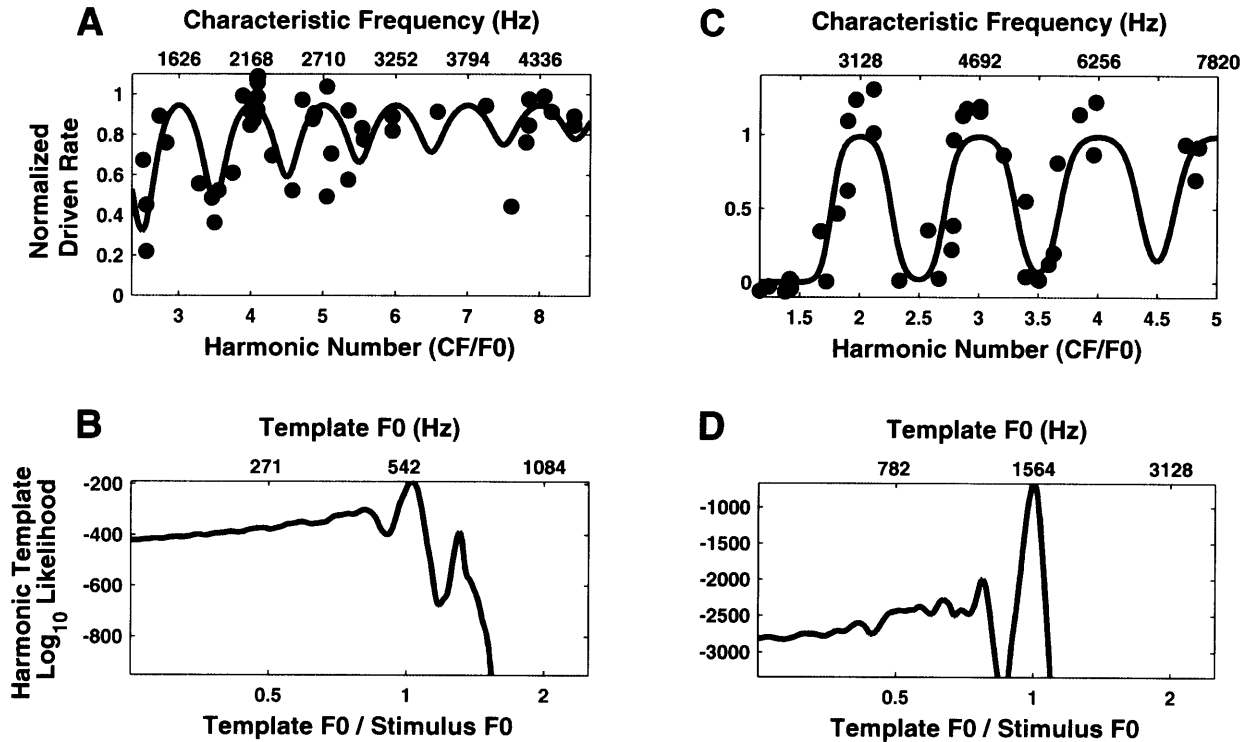 A
Characteristic Frequency (Hz)
1626 2168 2710 3252 3794 4336
Normalized
Driven Rate
1
0.8
0.6
0.4
0.2
0
3 4 5 6 7 8
Harmonic Number (CF/F0)
C
Characteristic Frequency (Hz)
3128 4692 6256 7820
1
0.5
0
1.5 2 2.5 3 3.5 4 4.5 5
Harmonic Number (CF/F0)
B
Template F0 (Hz)
271 542 1084
Harmonic Template
Log10 Likelihood
-200
-400
-600
-800
0.5 1 2
Template F0 / Stimulus F0
D
Template F0 (Hz)
782 1564 3128
-1000
-1500
-2000
-2500
-3000
0.5 1 2
Template F0 / Stimulus F0